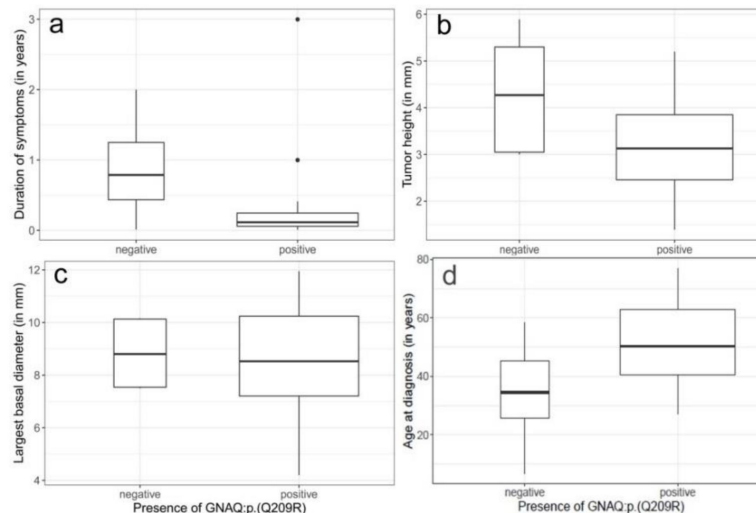 a
Duration of symptoms (in years)
3
2
1
0
negative positive
b
Tumor height (in mm)
6
5
4
3
2
negative positive
c
Largest basal diameter (in mm)
12
10
8
6
4
negative positive
Presence of GNAQ:p.(Q209R)
d
Age at diagnosis (in years)
80
60
40
20
negative positive
Presence of GNAQ:p.(Q209R)